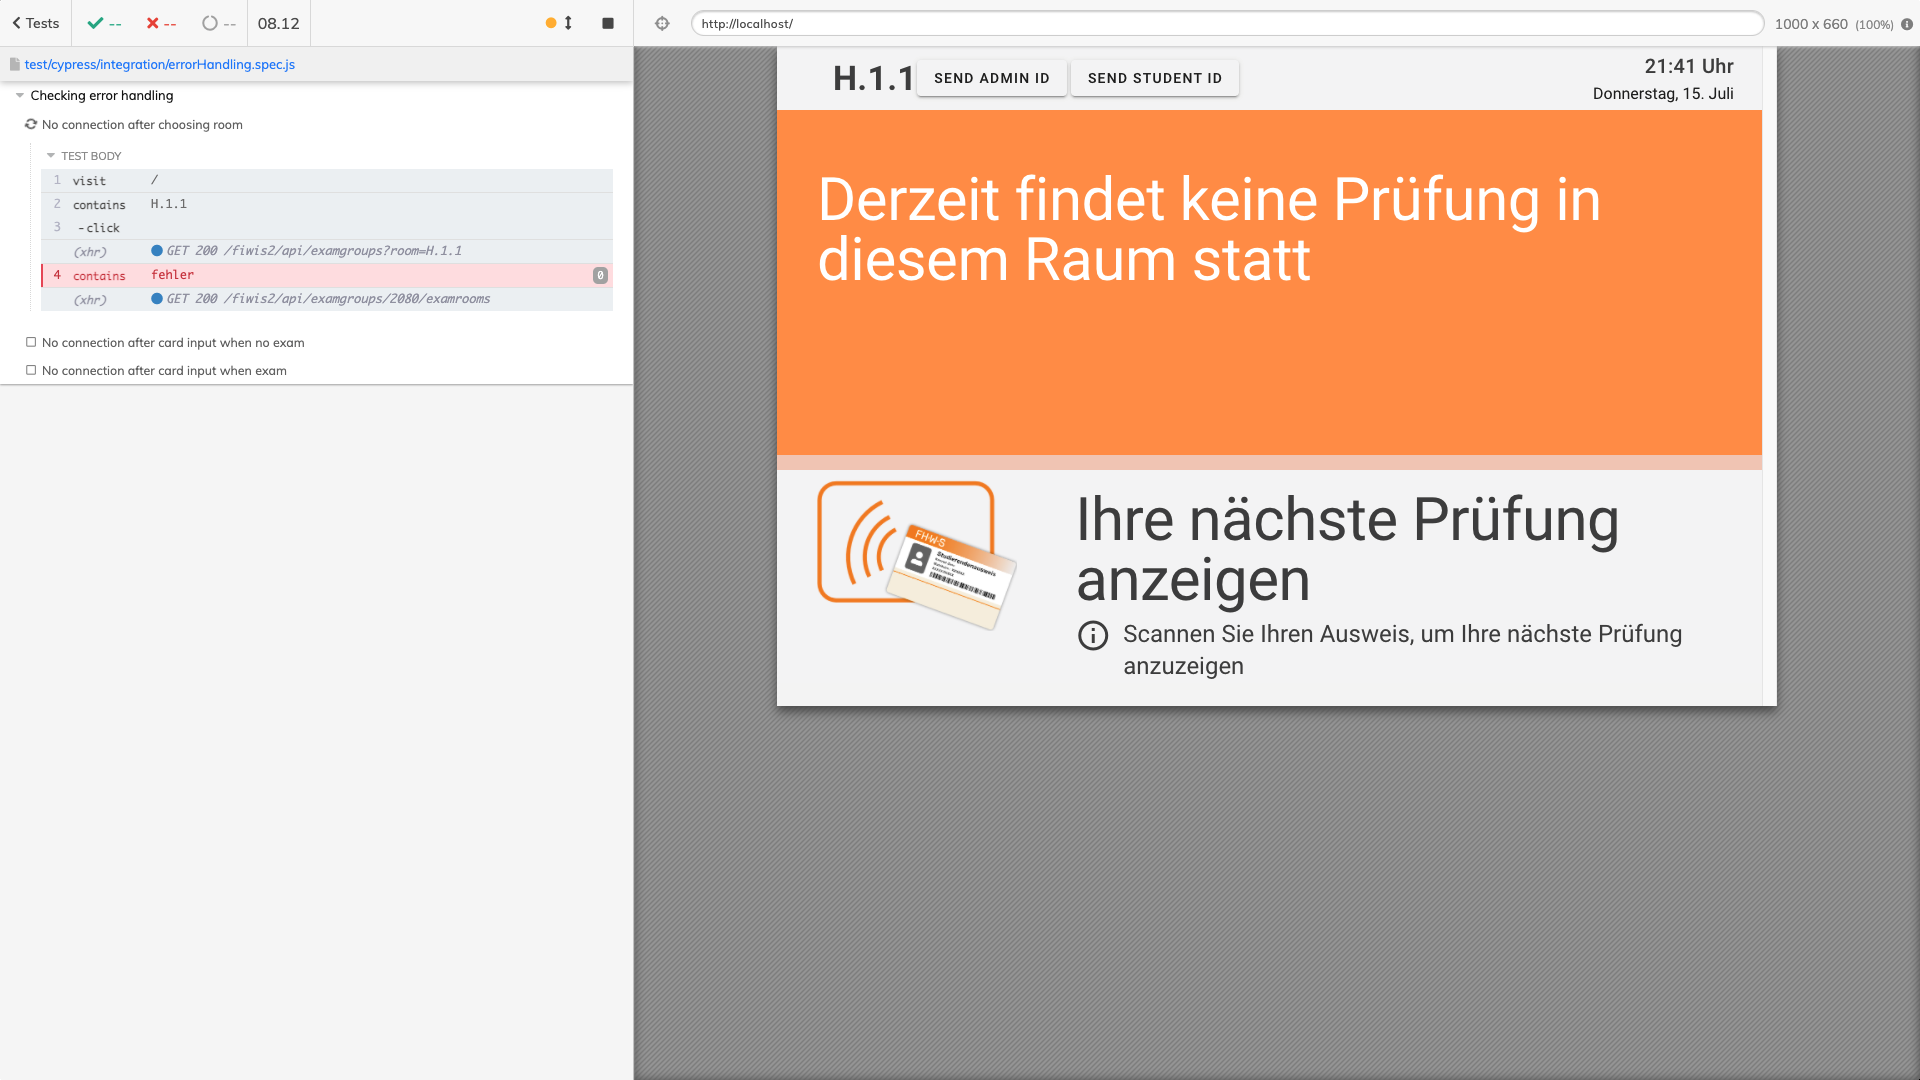 Tests
--
--
--
08.12
http://localhost/
1000 x 660 (100%)
test/cypress/integration/errorHandling.spec.js
Checking error handling
No connection after choosing room
TEST BODY
1 visit /
2 contains H.1.1
3 -click
(xhr) GET 200 /fiwis2/api/examgroups?room=H.1.1
4 contains fehler 0
(xhr) GET 200 /fiwis2/api/examgroups/2080/examrooms
No connection after card input when no exam
No connection after card input when exam
H.1.1
SEND ADMIN ID
SEND STUDENT ID
21:41 Uhr
Donnerstag, 15. Juli
Derzeit findet keine Prüfung in
diesem Raum statt
FH-W-S
Studierendenausweis
Ihre nächste Prüfung
anzeigen
Scannen Sie Ihren Ausweis, um Ihre nächste Prüfung
anzuzeigen